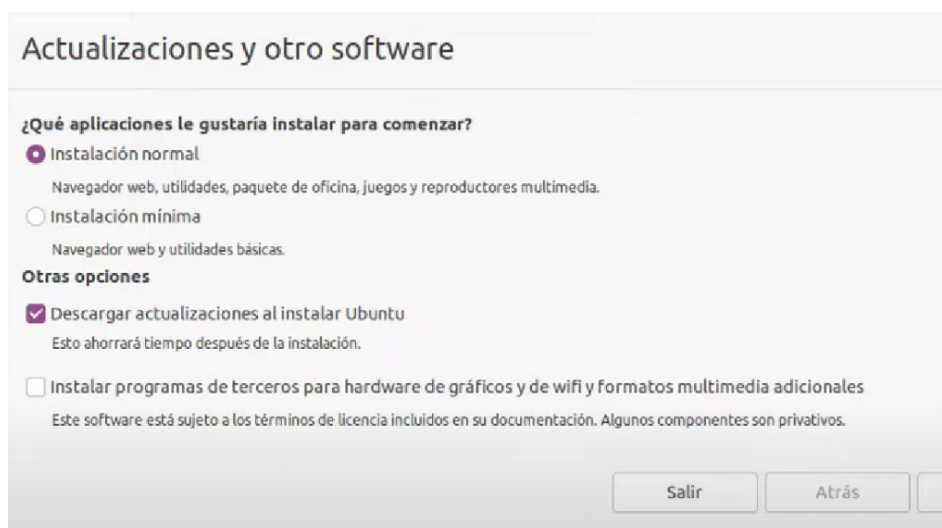 Actualizaciones y otro software
¿Qué aplicaciones le gustaría instalar para comenzar?
Instalación normal
Navegador web, utilidades, paquete de oficina, juegos y reproductores multimedia.
Instalación mínima
Navegador web y utilidades básicas.
Otras opciones
Descargar actualizaciones al instalar Ubuntu
Esto ahorrará tiempo después de la instalación.
Instalar programas de terceros para hardware de gráficos y de wifi y formatos multimedia adicionales
Este software está sujeto a los términos de licencia incluidos en su documentación. Algunos componentes son privativos.
Salir Atrás